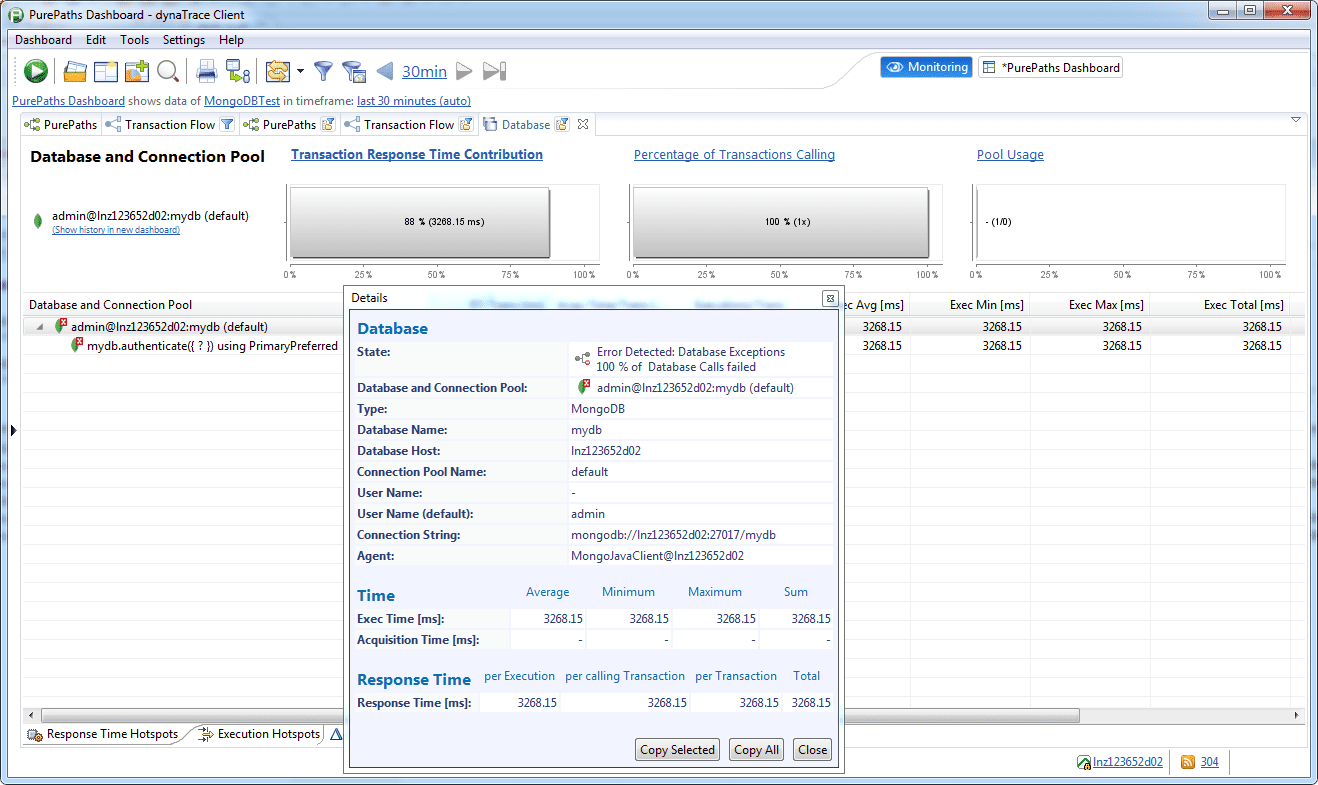 PurePaths Dashboard - dynaTrace Client
Dashboard Edit Tools Settings Help
30min
Monitoring
*PurePaths Dashboard
PurePaths Dashboard shows data of MongoDBTest in timeframe: last 30 minutes (auto)
PurePaths Transaction Flow PurePaths Transaction Flow Database
Database and Connection Pool
Transaction Response Time Contribution
Percentage of Transactions Calling
Pool Usage
admin@lnz123652d02:mydb (default)
(Show history in new dashboard)
88 % (3268.15 ms)
100 % (1x)
- (1/0)
0 % 25 % 50 % 75 % 100 %
0 % 25 % 50 % 75 % 100 %
0 % 25 % 50 % 75 % 100 %
Database and Connection Pool
ec Avg [ms] Exec Min [ms] Exec Max [ms] Exec Total [ms]
admin@lnz123652d02:mydb (default)
3268.15 3268.15 3268.15 3268.15
mydb.authenticate({ ? }) using PrimaryPreferred
3268.15 3268.15 3268.15 3268.15
Details
Database
State: Error Detected: Database Exceptions
100 % of Database Calls failed
Database and Connection Pool: admin@lnz123652d02:mydb (default)
Type: MongoDB
Database Name: mydb
Database Host: lnz123652d02
Connection Pool Name: default
User Name: -
User Name (default): admin
Connection String: mongodb://lnz123652d02:27017/mydb
Agent: MongoJavaClient@lnz123652d02
Time Average Minimum Maximum Sum
Exec Time [ms]: 3268.15 3268.15 3268.15 3268.15
Acquisition Time [ms]: - - - -
Response Time per Execution per calling Transaction per Transaction Total
Response Time [ms]: 3268.15 3268.15 3268.15 3268.15
Copy Selected Copy All Close
Response Time Hotspots Execution Hotspots
lnz123652d02 304